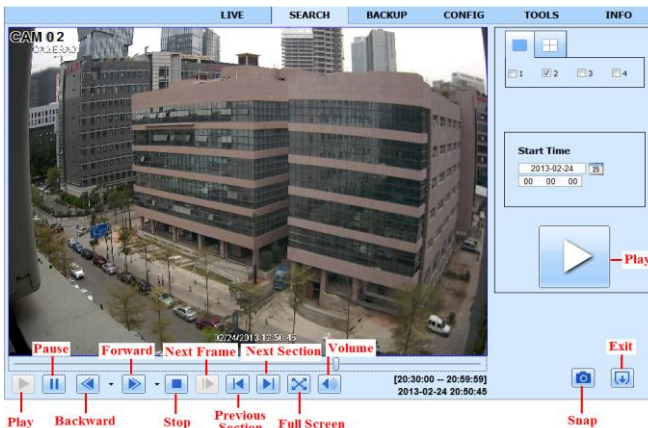 LIVE SEARCH BACKUP CONFIG TOOLS INFO
CAM 02
CAMERA02
1 2 3 4
Start Time
2013-02-24
00 00 00
Play
02/24/2013 12:50:45
Pause Forward Next Frame Next Section Volume
Exit
[20:30:00 -- 20:59:59]
2013-02-24 20:50:45
Play Backward Stop Previous Section Full Screen
Snap